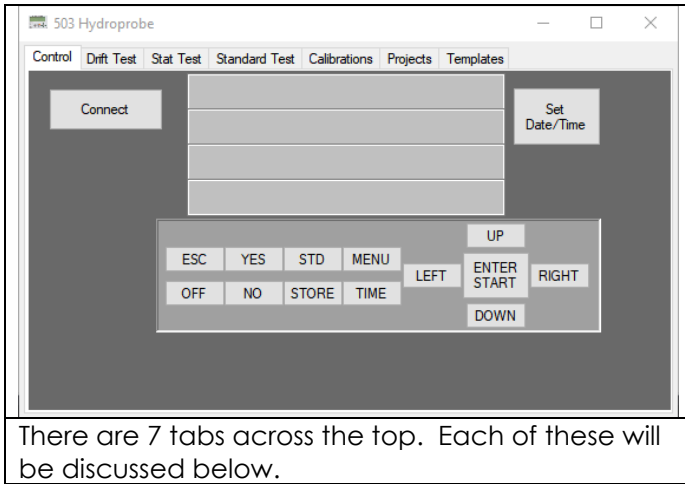 503 Hydroprobe
Control Drift Test Stat Test Standard Test Calibrations Projects Templates
Connect
Set
Date/Time
UP
ESC YES STD MENU
LEFT ENTER START RIGHT
OFF NO STORE TIME
DOWN
There are 7 tabs across the top. Each of these will
be discussed below.